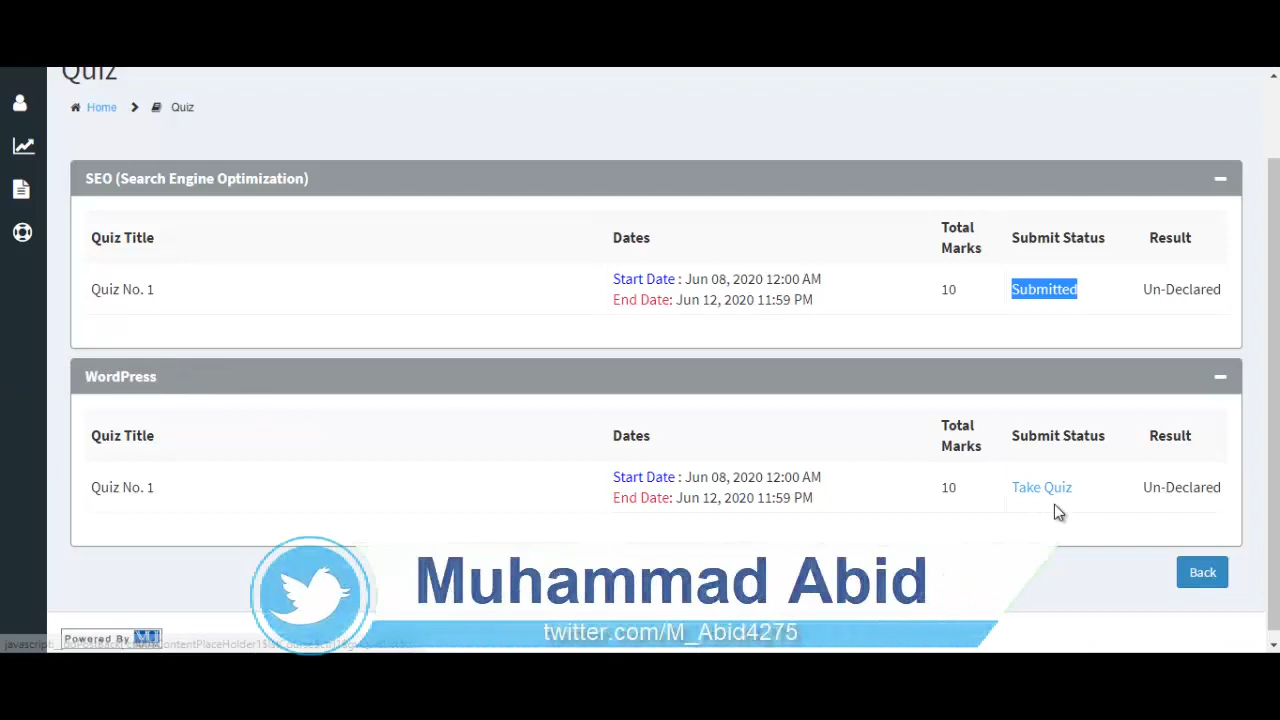 Quiz
Home > Quiz
SEO (Search Engine Optimization)
Quiz Title Dates Total Marks Submit Status Result
Quiz No. 1 Start Date : Jun 08, 2020 12:00 AM 10 Submitted Un-Declared
End Date: Jun 12, 2020 11:59 PM
WordPress
Quiz Title Dates Total Marks Submit Status Result
Quiz No. 1 Start Date : Jun 08, 2020 12:00 AM 10 Take Quiz Un-Declared
End Date: Jun 12, 2020 11:59 PM
Back
Muhammad Abid
twitter.com/M_Abid4275
Powered By